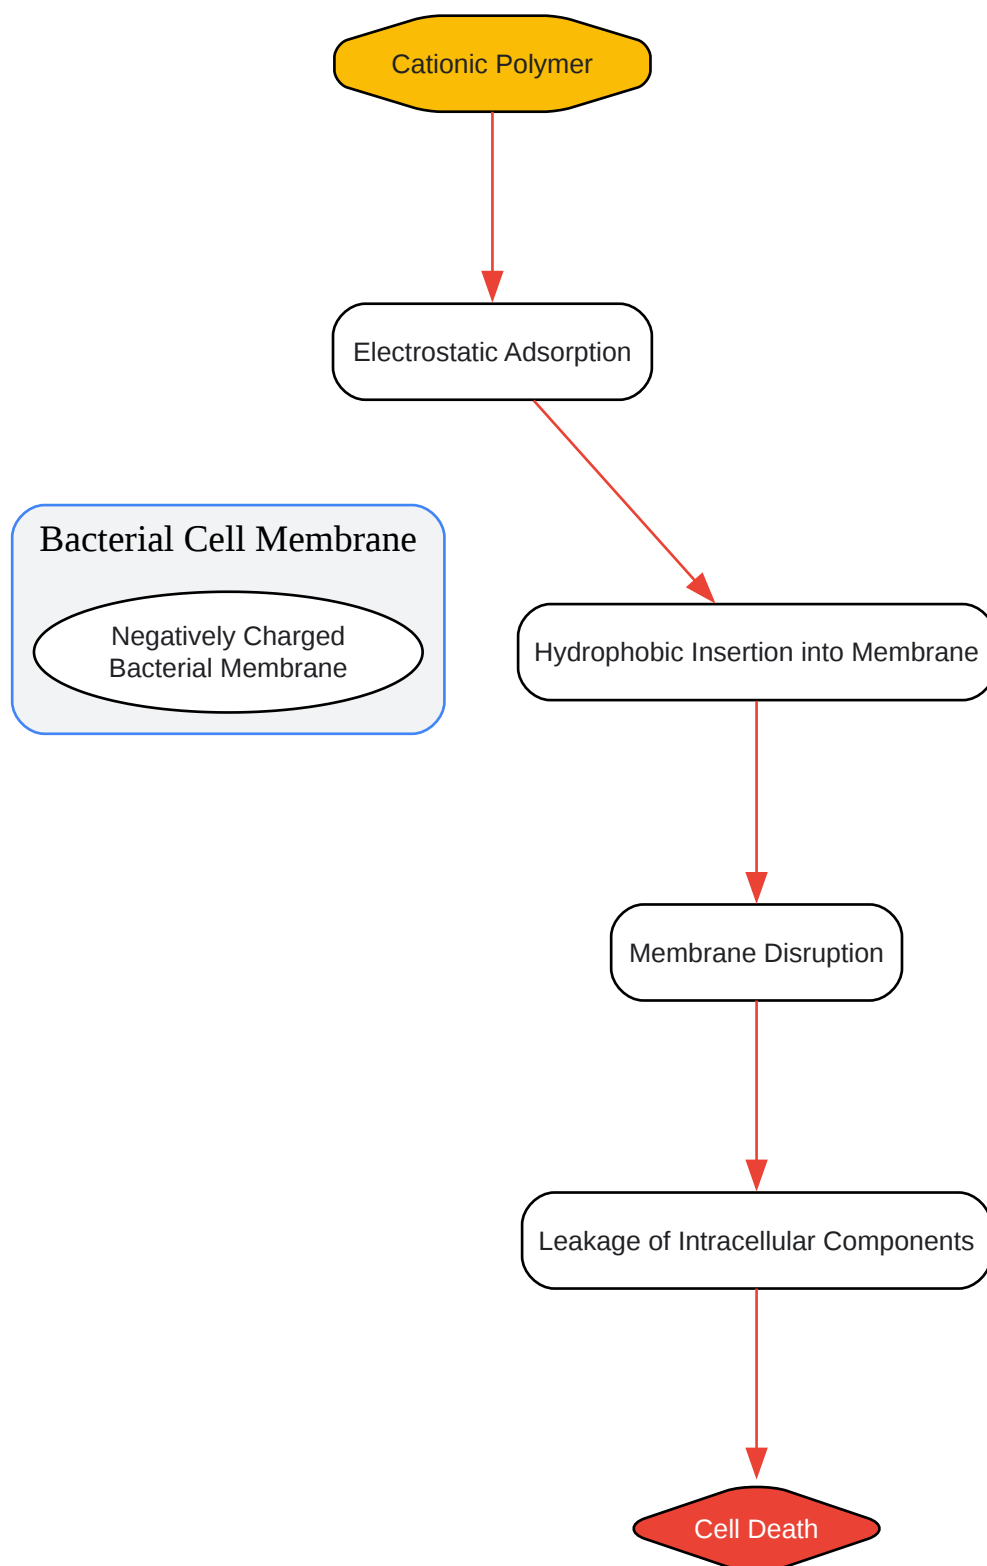 Cationic Polymer
Electrostatic Adsorption
Bacterial Cell Membrane
Negatively Charged
Bacterial Membrane
Hydrophobic Insertion into Membrane
Membrane Disruption
Leakage of Intracellular Components
Cell Death